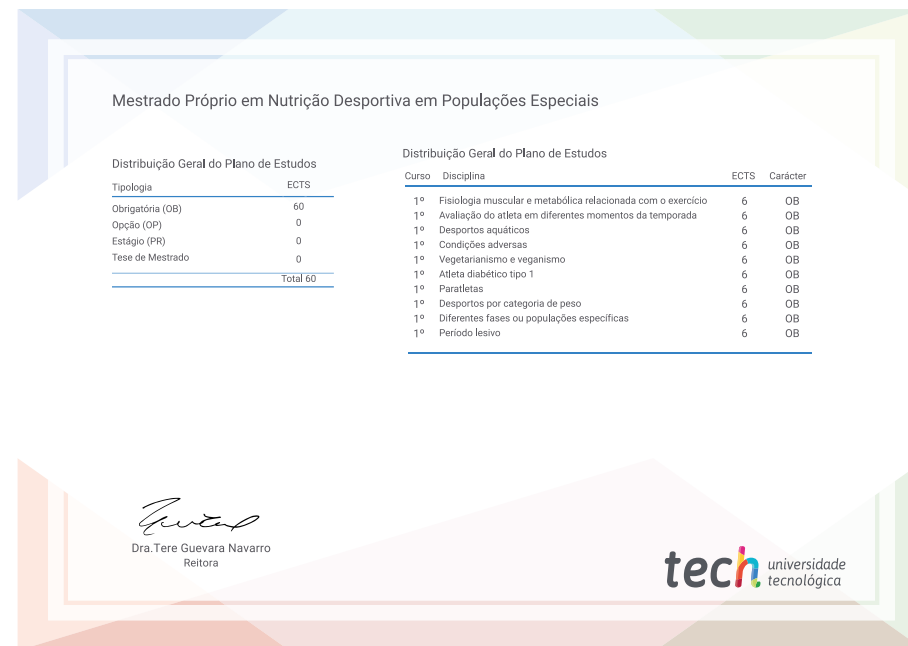 Mestrado Próprio em Nutrição Desportiva em Populações Especiais
Distribuição Geral do Plano de Estudos
Tipologia ECTS
Obrigatória (OB) 60
Opção (OP) 0
Estágio (PR) 0
Tese de Mestrado 0
Total 60
Distribuição Geral do Plano de Estudos
Curso Disciplina ECTS Carácter
1º Fisiologia muscular e metabólica relacionada com o exercício 6 OB
1º Avaliação do atleta em diferentes momentos da temporada 6 OB
1º Desportos aquáticos 6 OB
1º Condições adversas 6 OB
1º Vegetarianismo e veganismo 6 OB
1º Atleta diabético tipo 1 6 OB
1º Paratletas 6 OB
1º Desportos por categoria de peso 6 OB
1º Diferentes fases ou populações específicas 6 OB
1º Período lesivo 6 OB
Dra.Tere Guevara Navarro
Reitora
tech universidade
tecnológica